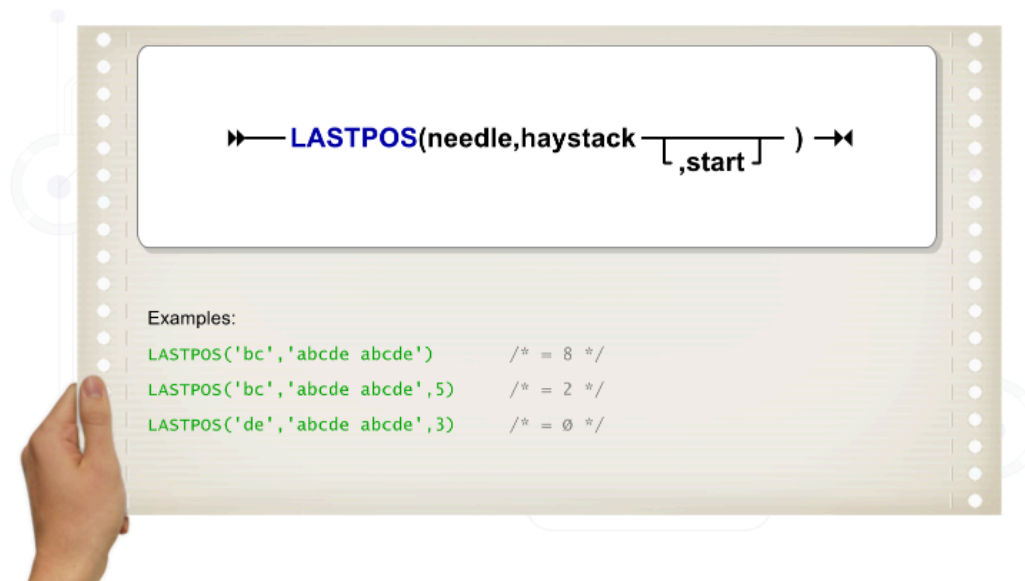 LASTPOS(needle,haystack ,start )
Examples:
LASTPOS('bc','abcde abcde') /* = 8 */
LASTPOS('bc','abcde abcde',5) /* = 2 */
LASTPOS('de','abcde abcde',3) /* = 0 */